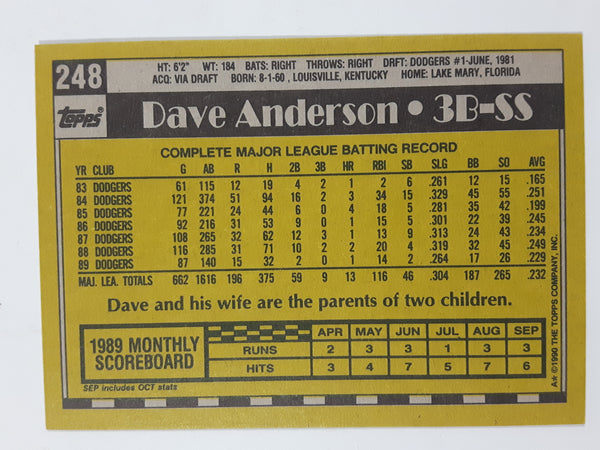 248
HT: 6'2" WT: 184 BATS: RIGHT THROWS: RIGHT DRFT: DODGERS #1-JUNE, 1981
ACQ: VIA DRAFT BORN: 8-1-60, LOUISVILLE, KENTUCKY HOME: LAKE MARY, FLORIDA
Topps
Dave Anderson • 3B-SS
COMPLETE MAJOR LEAGUE BATTING RECORD
YR CLUB G AB R H 2B 3B HR RBI SB SLG BB SO AVG
83 DODGERS 61 115 12 19 4 2 1 2 6 .261 12 15 .165
84 DODGERS 121 374 51 94 16 2 3 34 15 .329 45 55 .251
85 DODGERS 77 221 24 44 6 0 4 18 5 .281 35 42 .199
86 DODGERS 92 216 31 53 9 0 1 15 5 .301 22 39 .245
87 DODGERS 108 265 32 62 12 3 1 13 9 .313 24 43 .234
88 DODGERS 116 285 31 71 10 2 2 20 4 .319 32 45 .249
89 DODGERS 87 140 15 32 2 0 1 14 2 .304 17 26 .229
MAJ. LEA. TOTALS 662 1616 196 375 59 9 13 116 46 .304 187 265 .232
Dave and his wife are the parents of two children.
1989 MONTHLY SCOREBOARD
APR MAY JUN JUL AUG SEP
RUNS 2 3 3 1 3 3
HITS 3 4 7 5 7 6
SEP includes OCT stats
A* ©1990 THE TOPPS COMPANY, INC.